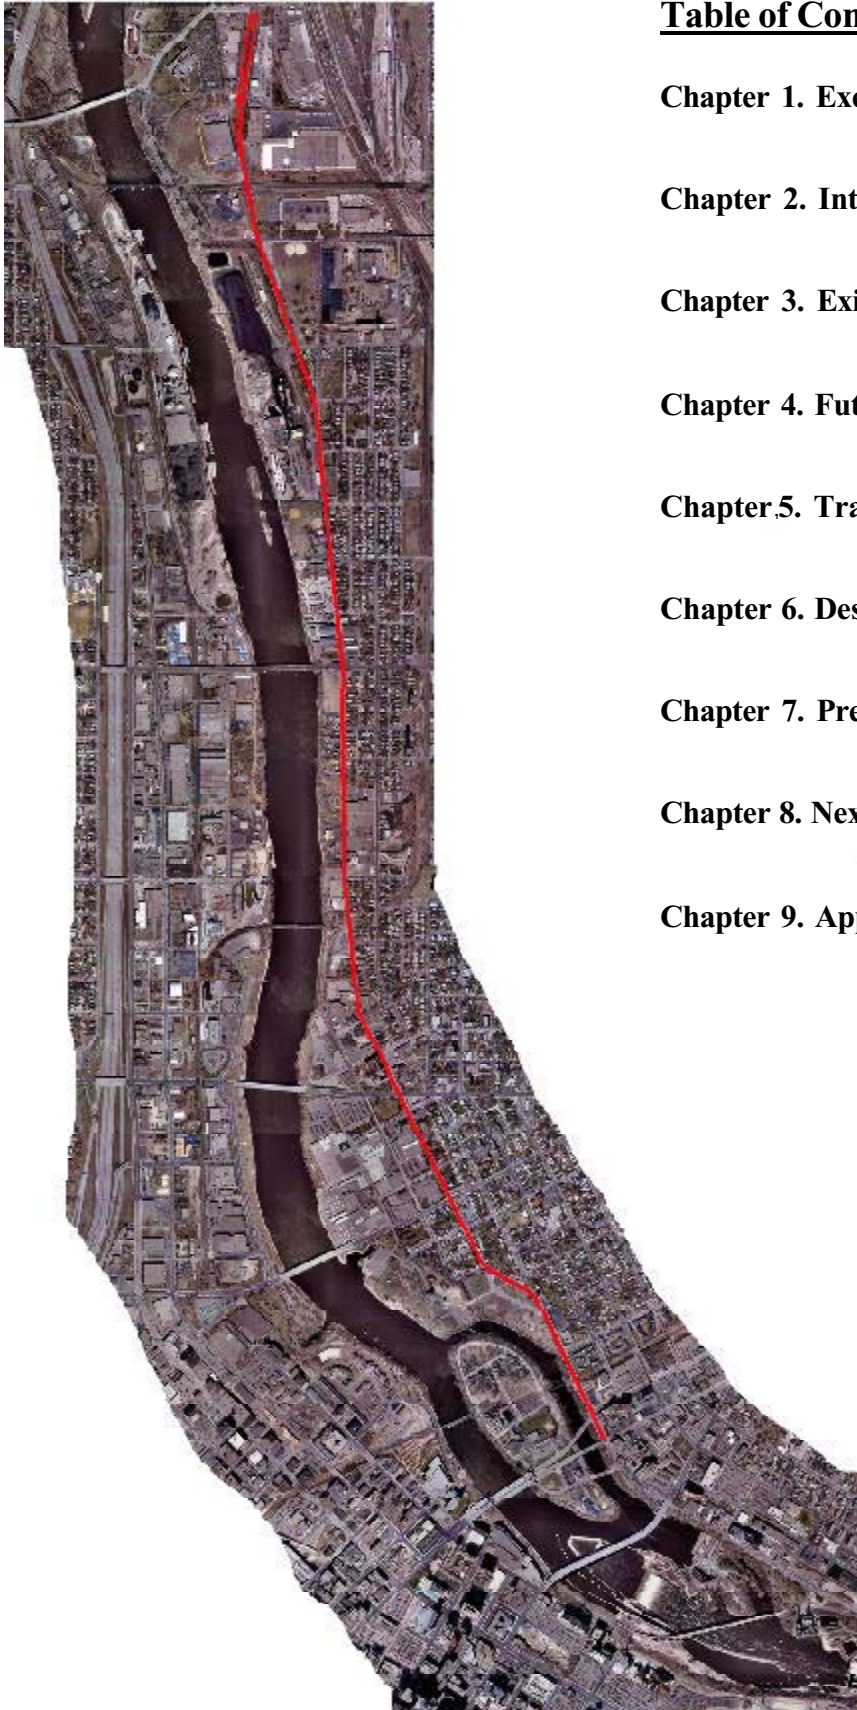 Table of Con
Chapter 1. Exe
Chapter 2. Int
Chapter 3. Exi
Chapter 4. Fut
Chapter 5. Tra
Chapter 6. Des
Chapter 7. Pre
Chapter 8. Nex
Chapter 9. App